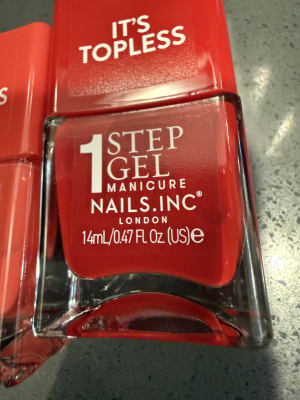 IT'S
TOPLESS
S
1 STEP
GEL
MANICURE
NAILS.INC®
LONDON
14mL/0.47 FL Oz. (US)℮